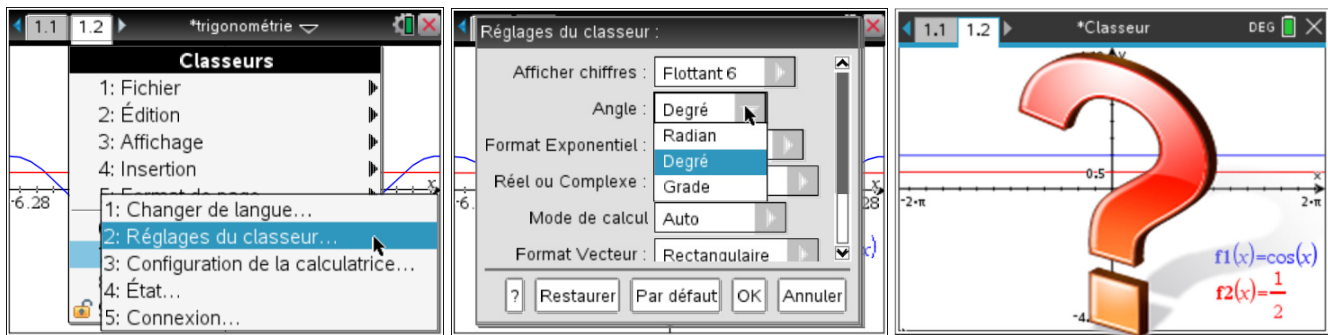 1.1 1.2 *trigonométrie
Classeurs
1: Fichier
2: Édition
3: Affichage
4: Insertion
5: Format de page
1: Changer de langue...
2: Réglages du classeur...
3: Configuration de la calculatrice...
4: État...
5: Connexion...
-6.28
x
Réglages du classeur :
Afficher chiffres : Flottant 6
Angle : Degré
Radian
Degré
Grade
Format Exponentiel :
Réel ou Complexe :
Mode de calcul Auto
Format Vecteur : Rectangulaire
? Restaurer Par défaut OK Annuler
1.1 1.2 *Classeur DEG
y
0.5
x
-2·π 2·π
f1(x)=cos(x)
f2(x)=1/2